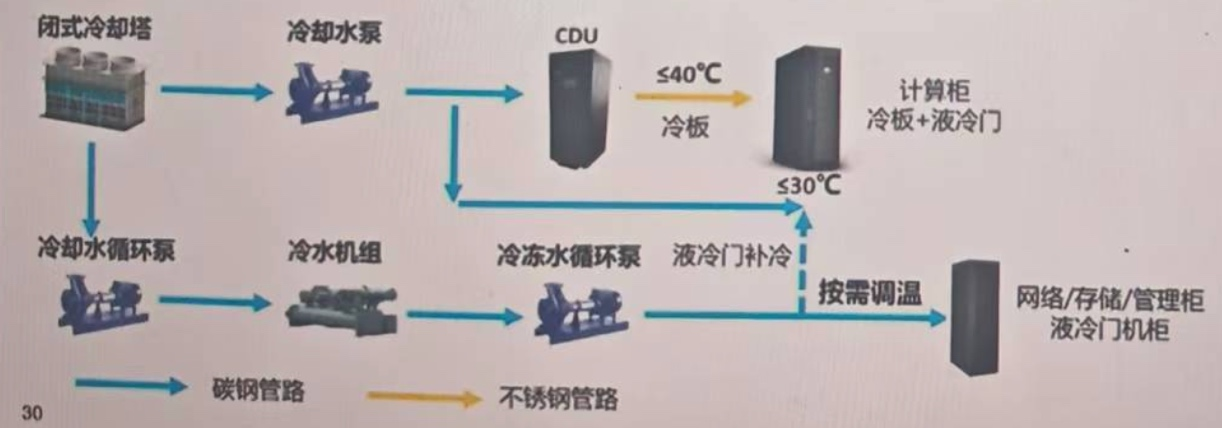 闭式冷却塔
冷却水泵
CDU
≤40℃
冷板
计算柜
冷板+液冷门
≤30℃
冷却水循环泵
冷水机组
冷冻水循环泵
液冷门补冷
按需调温
网络/存储/管理柜
液冷门机柜
碳钢管路
不锈钢管路
30